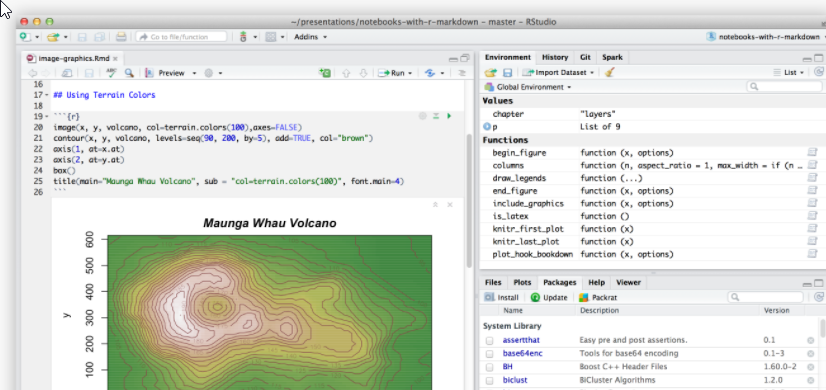 ~/presentations/notebooks-with-r-markdown - master - RStudio
Go to file/function Addins notebooks-with-r-markdown
image-graphics.Rmd
Preview Run
16
17 ## Using Terrain Colors
18
19 ```{r}
20 image(x, y, volcano, col=terrain.colors(100),axes=FALSE)
21 contour(x, y, volcano, levels=seq(90, 200, by=5), add=TRUE, col="brown")
22 axis(1, at=x.at)
23 axis(2, at=y.at)
24 box()
25 title(main="Maunga Whau Volcano", sub = "col=terrain.colors(100)", font.main=4)
26 ```
Maunga Whau Volcano
600
500
400
300
200
100
y
Environment History Git Spark
Import Dataset List
Global Environment
Values
chapter "layers"
p List of 9
Functions
begin_figure function (x, options)
columns function (n, aspect_ratio = 1, max_width = if (n …
draw_legends function (...)
end_figure function (x, options)
include_graphics function (x, options)
is_latex function ()
knitr_first_plot function (x)
knitr_last_plot function (x)
plot_hook_bookdown function (x, options)
Files Plots Packages Help Viewer
Install Update Packrat
Name Description Version
System Library
assertthat Easy pre and post assertions. 0.1
base64enc Tools for base64 encoding 0.1-3
BH Boost C++ Header Files 1.60.0-2
biclust BiCluster Algorithms 1.2.0